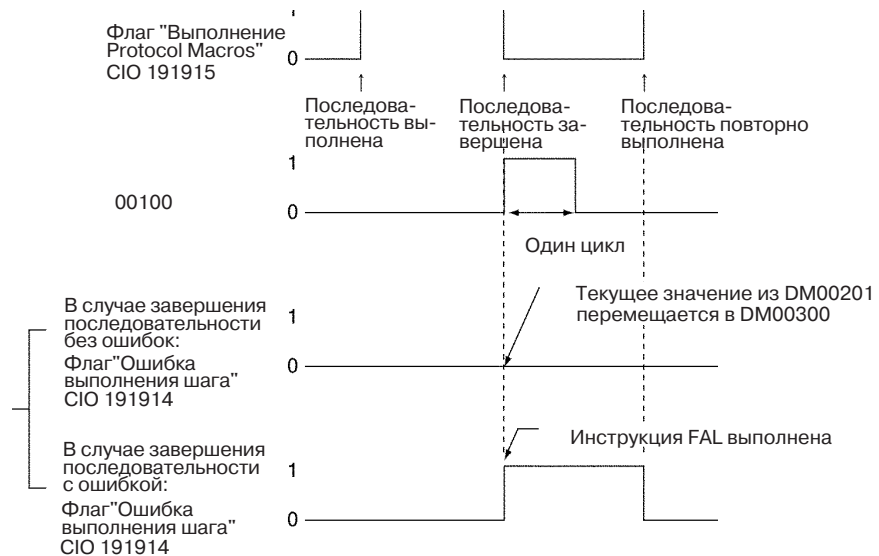 1
Флаг "Выполнение
Protocol Macros"
CIO 191915
0
Последова-
тельность вы-
полнена
Последова-
тельность за-
вершена
Последова-
тельность повторно
выполнена
1
00100
0
Один цикл
В случае завершения
последовательности
без ошибок:
Флаг"Ошибка
выполнения шага"
CIO 191914
1
0
Текущее значение из DM00201
перемещается в DM00300
В случае завершения
последовательности
с ошибкой:
Флаг"Ошибка
выполнения шага"
CIO 191914
1
0
Инструкция FAL выполнена